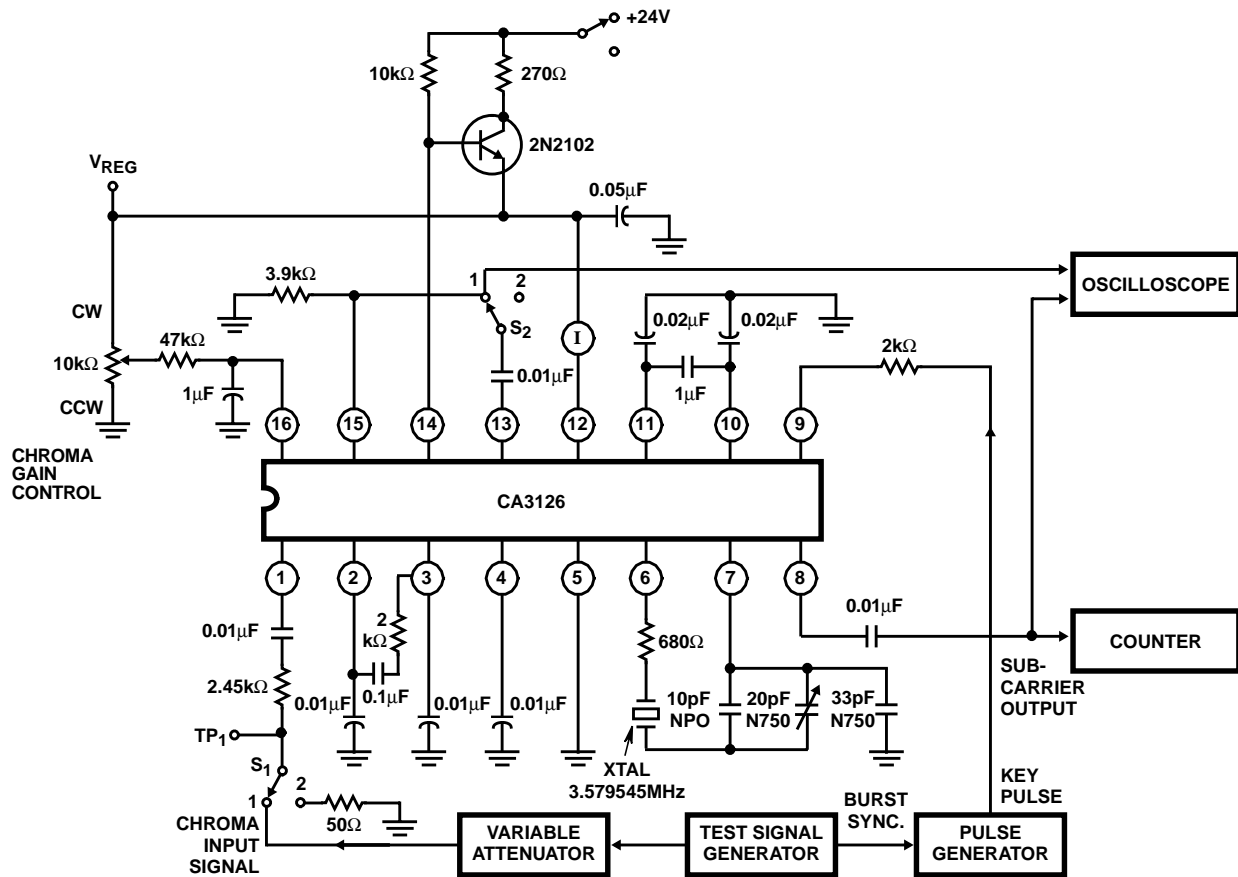 +24V
10kΩ
270Ω
2N2102
VREG
0.05μF
3.9kΩ
1
2
S2
OSCILLOSCOPE
CW
47kΩ
10kΩ
1μF
CCW
I
0.01μF
0.02μF
0.02μF
1μF
2kΩ
16
15
14
13
12
11
10
9
CHROMA
GAIN
CONTROL
CA3126
1
2
3
4
5
6
7
8
0.01μF
2
kΩ
0.01μF
680Ω
COUNTER
2.45kΩ
0.01μF
0.1μF
0.01μF
0.01μF
10pF
NPO
20pF
N750
33pF
N750
SUB-
CARRIER
OUTPUT
TP1
S1
1
2
50Ω
XTAL
3.579545MHz
KEY
PULSE
BURST
SYNC.
CHROMA
INPUT
SIGNAL
VARIABLE
ATTENUATOR
TEST SIGNAL
GENERATOR
PULSE
GENERATOR